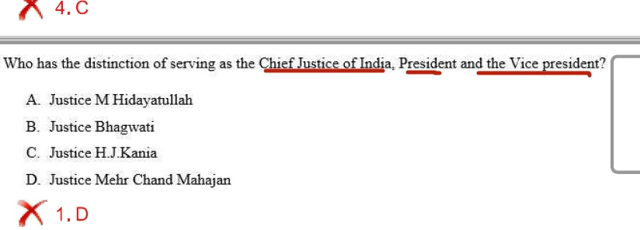 4. C
Who has the distinction of serving as the Chief Justice of India, President and the Vice president?
A. Justice M Hidayatullah
B. Justice Bhagwati
C. Justice H.J.Kania
D. Justice Mehr Chand Mahajan
1. D